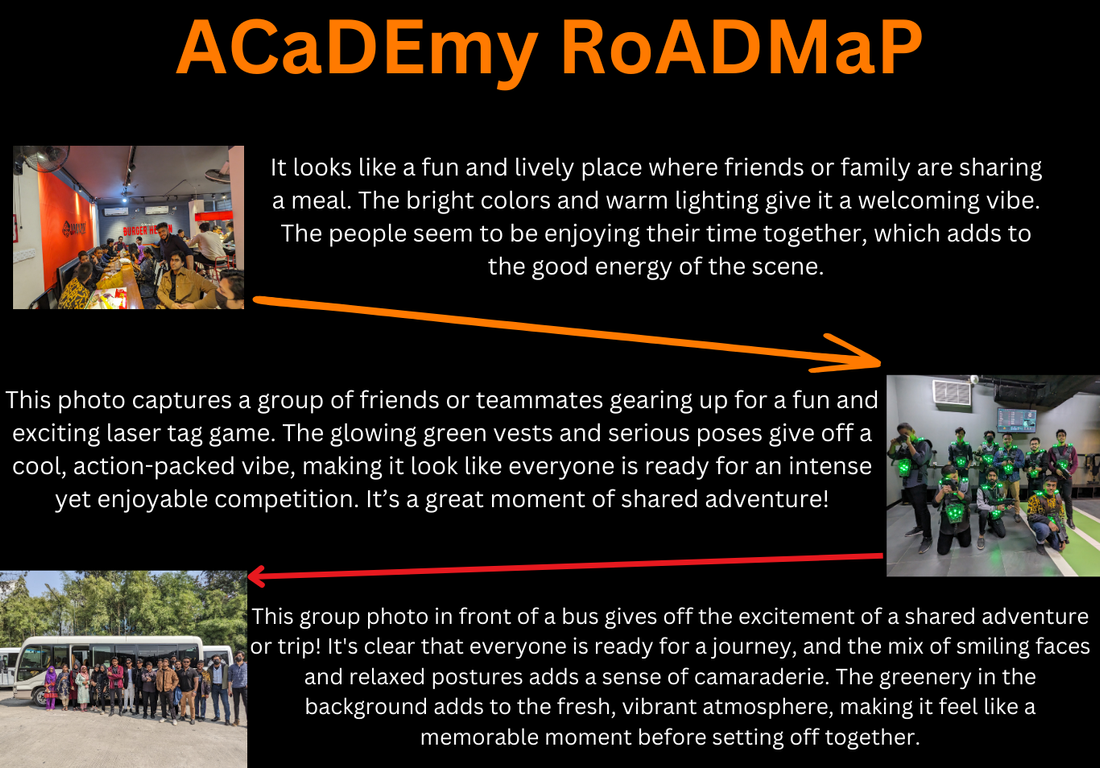 ACaDEmy RoADMaP
It looks like a fun and lively place where friends or family are sharing
a meal. The bright colors and warm lighting give it a welcoming vibe.
The people seem to be enjoying their time together, which adds to
the good energy of the scene.
BURGER
This photo captures a group of friends or teammates gearing up for a fun and
exciting laser tag game. The glowing green vests and serious poses give off a
cool, action-packed vibe, making it look like everyone is ready for an intense
yet enjoyable competition. It’s a great moment of shared adventure!
This group photo in front of a bus gives off the excitement of a shared adventure
or trip! It's clear that everyone is ready for a journey, and the mix of smiling faces
and relaxed postures adds a sense of camaraderie. The greenery in the
background adds to the fresh, vibrant atmosphere, making it feel like a
memorable moment before setting off together.